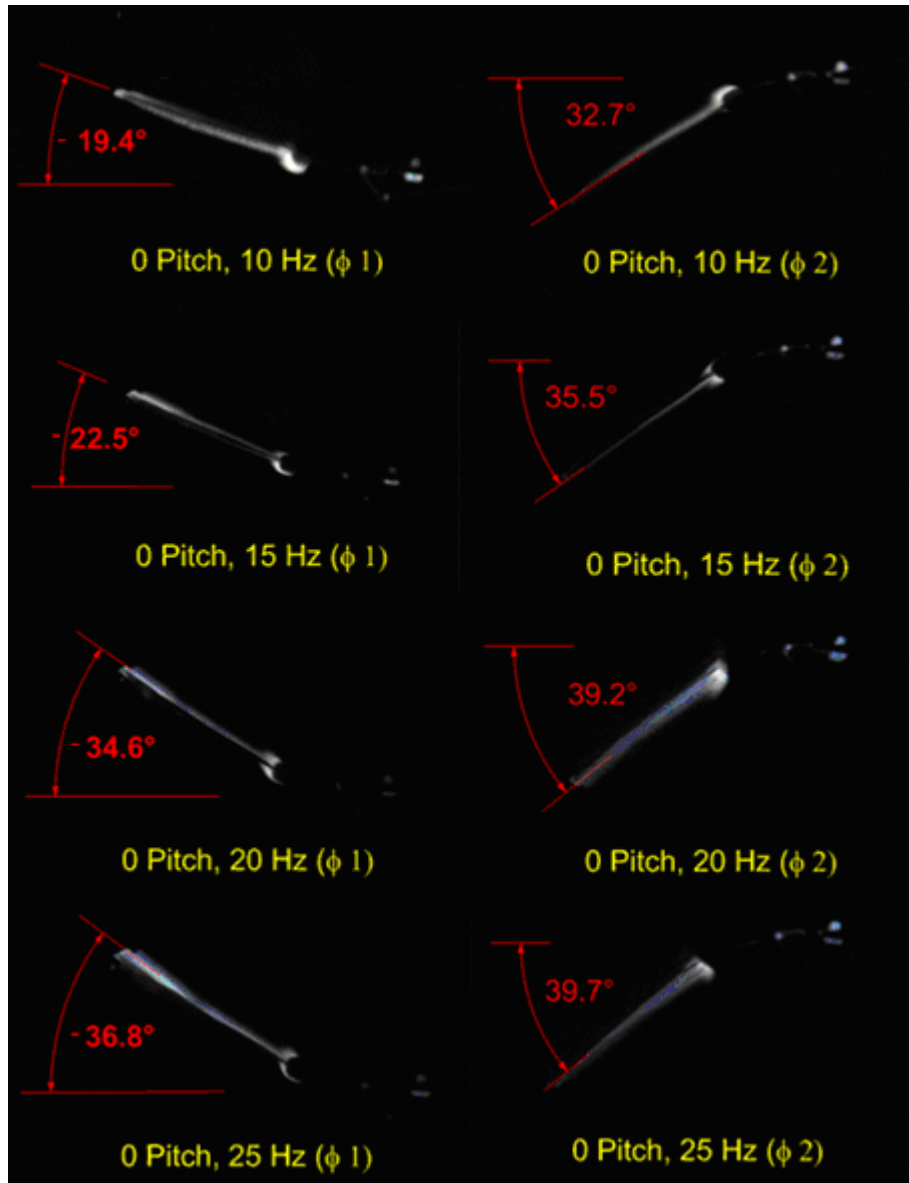 - 19.4°
32.7°
0 Pitch, 10 Hz (ϕ 1)
0 Pitch, 10 Hz (ϕ 2)
- 22.5°
35.5°
0 Pitch, 15 Hz (ϕ 1)
0 Pitch, 15 Hz (ϕ 2)
- 34.6°
39.2°
0 Pitch, 20 Hz (ϕ 1)
0 Pitch, 20 Hz (ϕ 2)
- 36.8°
39.7°
0 Pitch, 25 Hz (ϕ 1)
0 Pitch, 25 Hz (ϕ 2)